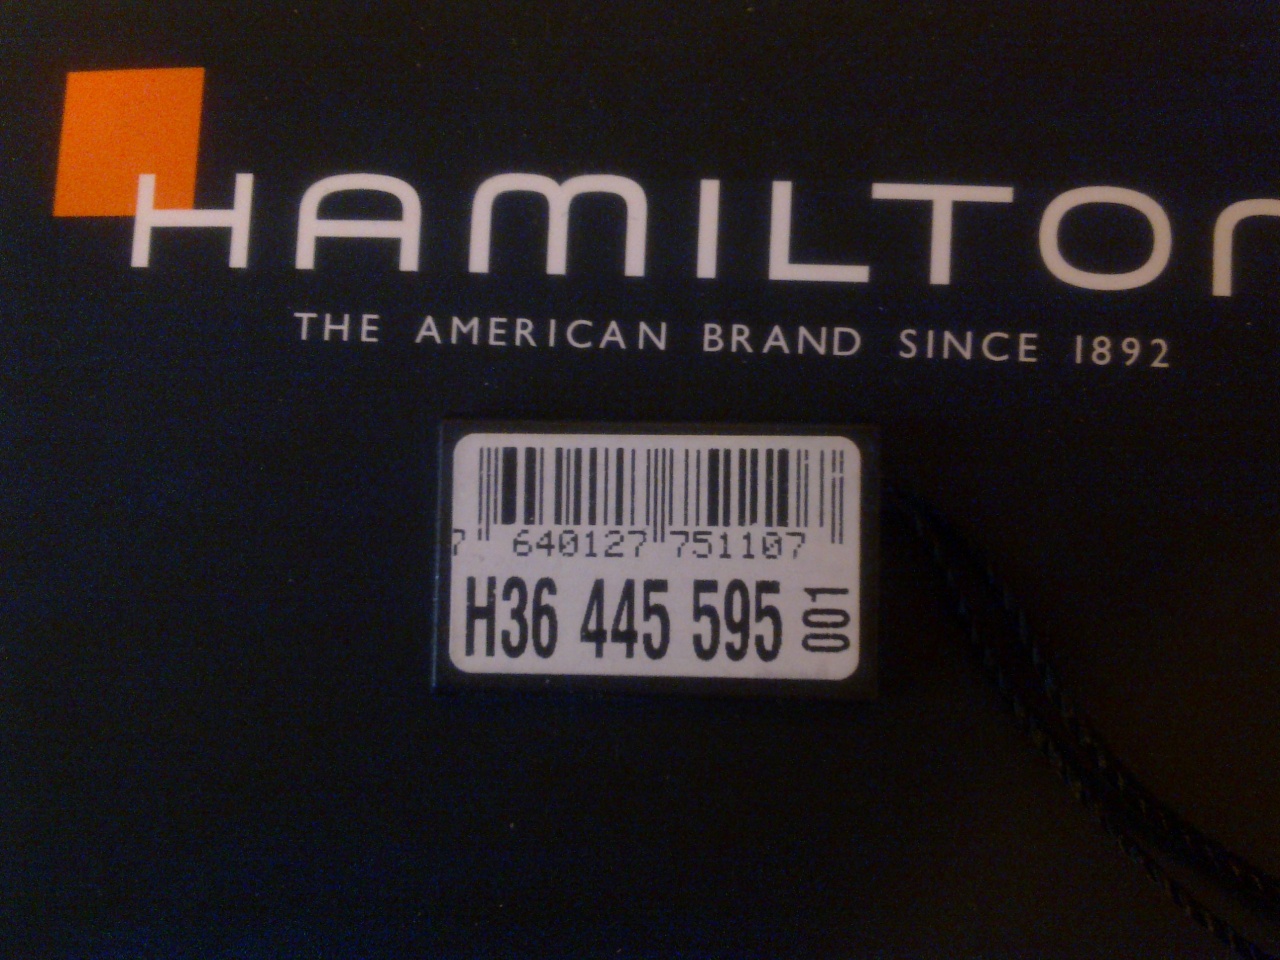 HAMILTON
THE AMERICAN BRAND SINCE 1892
7 640127 751107
H36 445 595 001